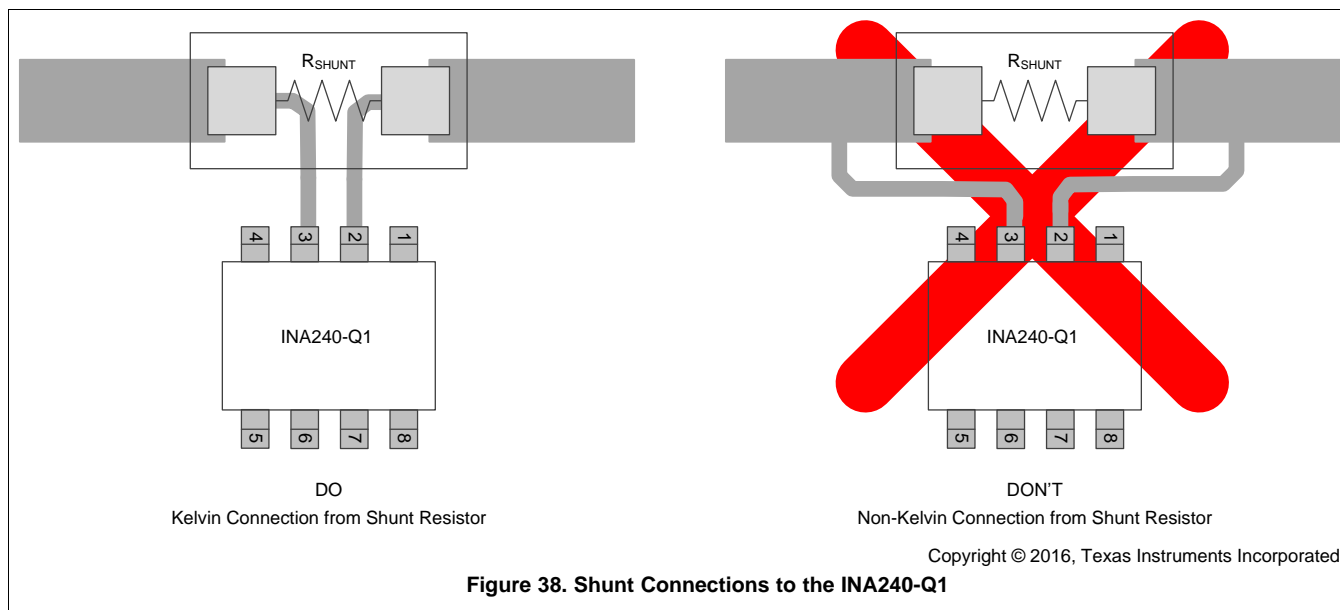 RSHUNT
4 3 2 1
INA240-Q1
5 6 7 8
DO
Kelvin Connection from Shunt Resistor
RSHUNT
4 3 2 1
INA240-Q1
5 6 7 8
DON'T
Non-Kelvin Connection from Shunt Resistor
Copyright © 2016, Texas Instruments Incorporated
Figure 38. Shunt Connections to the INA240-Q1